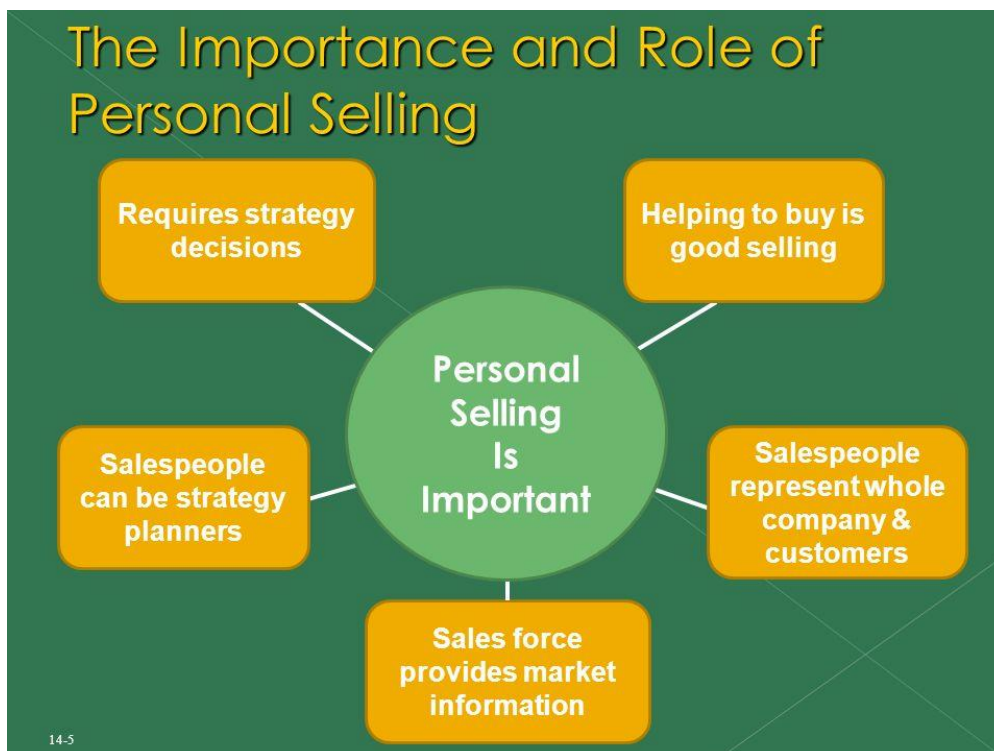 The Importance and Role of
Personal Selling
Requires strategy
decisions
Helping to buy is
good selling
Personal
Selling
Is
Important
Salespeople
can be strategy
planners
Salespeople
represent whole
company &
customers
Sales force
provides market
information
14-5